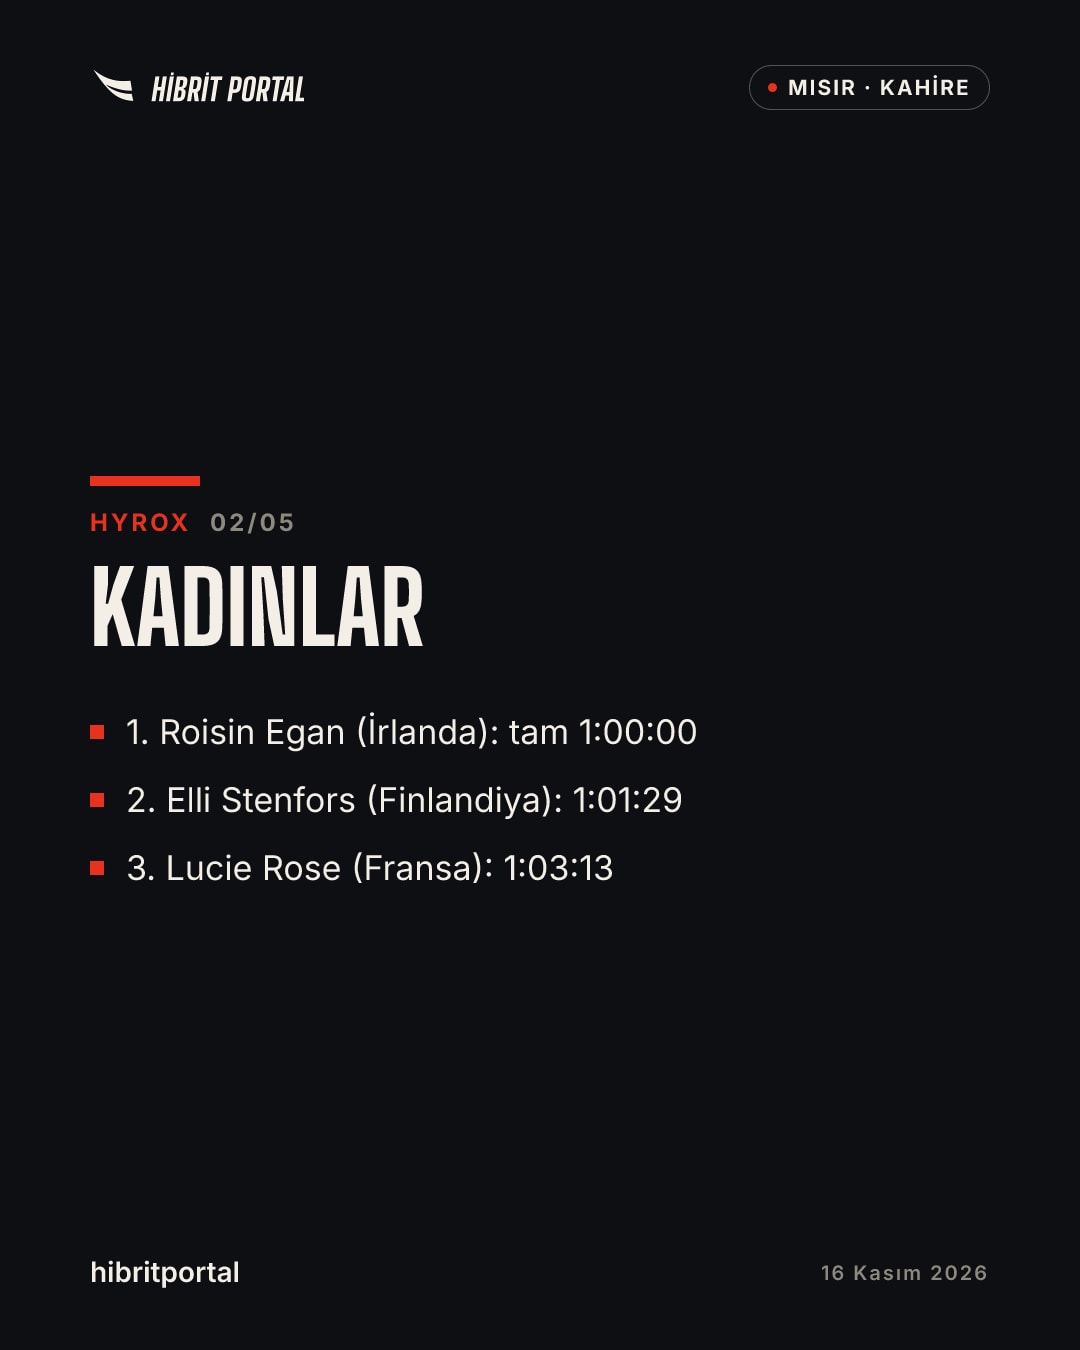 HİBRİT PORTAL
MISIR · KAHİRE
HYROX 02/05
KADINLAR
1. Roisin Egan (İrlanda): tam 1:00:00
2. Elli Stenfors (Finlandiya): 1:01:29
3. Lucie Rose (Fransa): 1:03:13
hibritportal
16 Kasım 2026